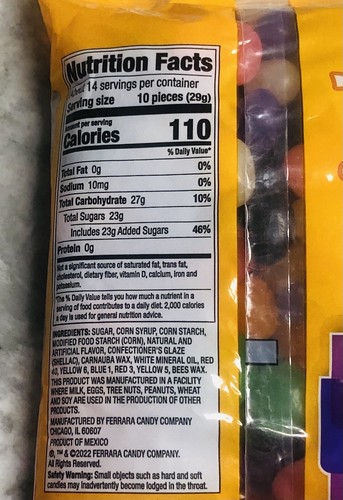 Nutrition Facts
14 servings per container
Serving size 10 pieces (29g)
Amount per serving
Calories 110
% Daily Value*
Total Fat 0g 0%
Sodium 10mg 0%
Total Carbohydrate 27g 10%
Total Sugars 23g
Includes 23g Added Sugars 46%
Protein 0g
Not a significant source of saturated fat, trans fat,
cholesterol, dietary fiber, vitamin D, calcium, iron and
potassium.
*The % Daily Value tells you how much a nutrient in a
serving of food contributes to a daily diet. 2,000 calories
a day is used for general nutrition advice.
INGREDIENTS: SUGAR, CORN SYRUP, CORN STARCH,
MODIFIED FOOD STARCH (CORN), NATURAL AND
ARTIFICIAL FLAVOR, CONFECTIONER'S GLAZE
(SHELLAC), CARNAUBA WAX, WHITE MINERAL OIL, RED
40, YELLOW 6, BLUE 1, RED 3, YELLOW 5, BEES WAX.
THIS PRODUCT WAS MANUFACTURED IN A FACILITY
WHERE MILK, EGGS, TREE NUTS, PEANUTS, WHEAT
AND SOY ARE USED IN THE PRODUCTION OF OTHER
PRODUCTS.
MANUFACTURED BY FERRARA CANDY COMPANY
CHICAGO, IL 60607
PRODUCT OF MEXICO
®, ™ & ©2022 FERRARA CANDY COMPANY.
All Rights Reserved.
Safety Warning: Small objects such as hard and soft
candies may inadvertently become lodged in the throat.